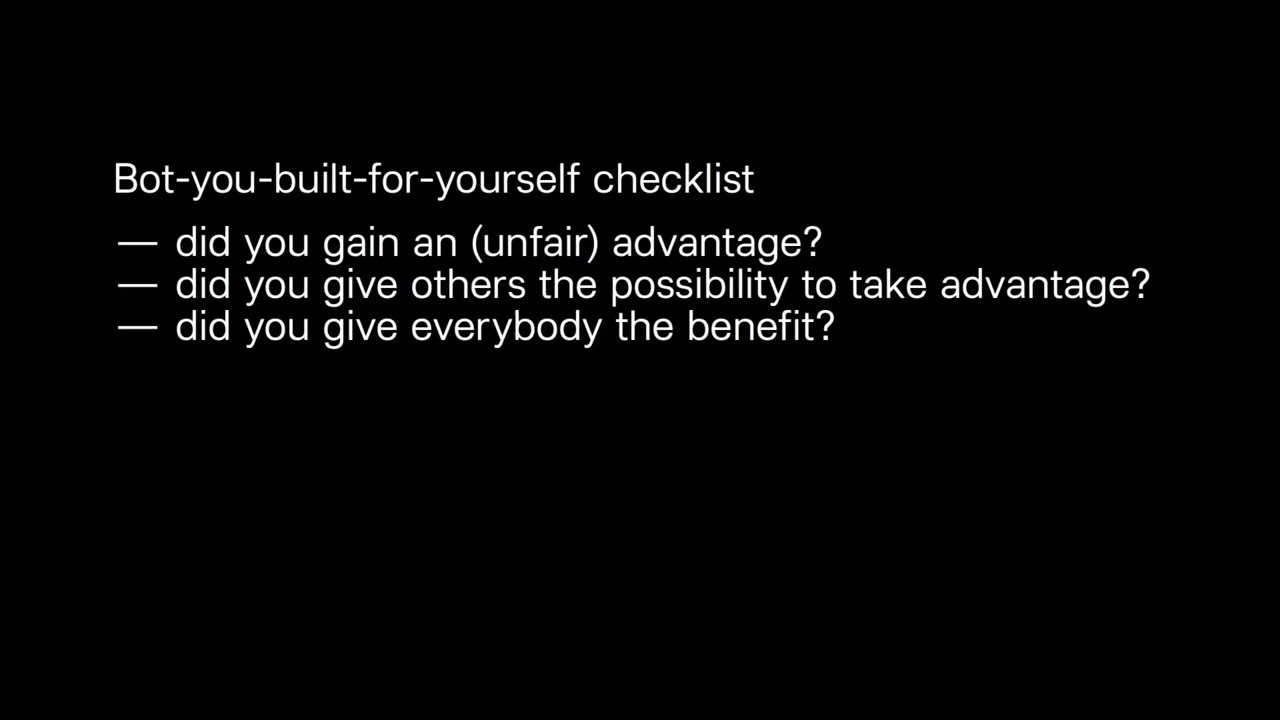 Bot-you-built-for-yourself checklist
— did you gain an (unfair) advantage?
— did you give others the possibility to take advantage?
— did you give everybody the benefit?